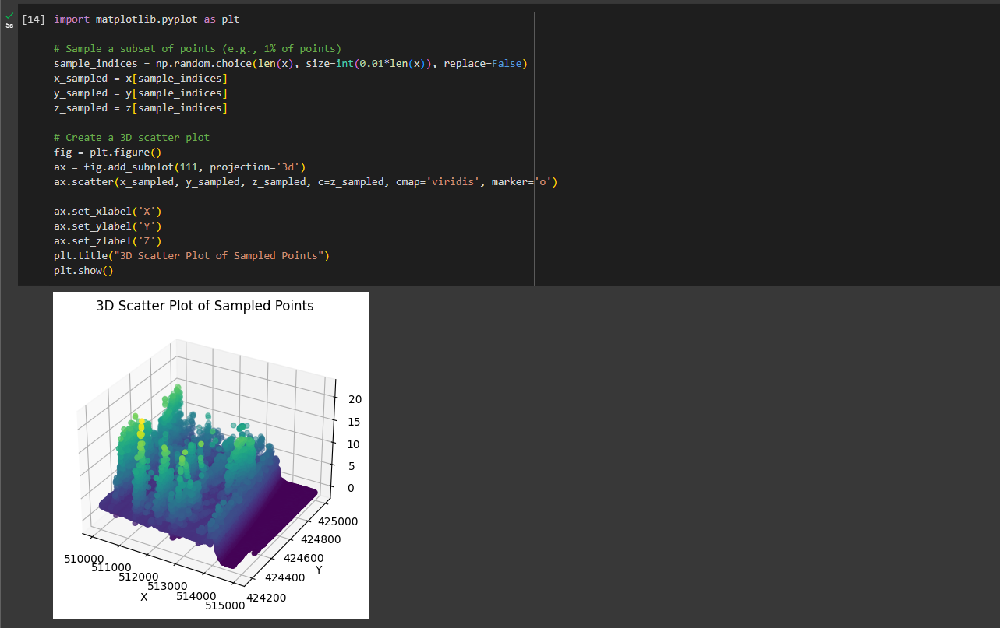 [14] import matplotlib.pyplot as plt
5s
# Sample a subset of points (e.g., 1% of points)
sample_indices = np.random.choice(len(x), size=int(0.01*len(x)), replace=False)
x_sampled = x[sample_indices]
y_sampled = y[sample_indices]
z_sampled = z[sample_indices]
# Create a 3D scatter plot
fig = plt.figure()
ax = fig.add_subplot(111, projection='3d')
ax.scatter(x_sampled, y_sampled, z_sampled, c=z_sampled, cmap='viridis', marker='o')
ax.set_xlabel('X')
ax.set_ylabel('Y')
ax.set_zlabel('Z')
plt.title("3D Scatter Plot of Sampled Points")
plt.show()
3D Scatter Plot of Sampled Points
20
15
10
5
0
425000
424800
424600
424400
424200
Y
510000
511000
512000
513000
514000
515000
X